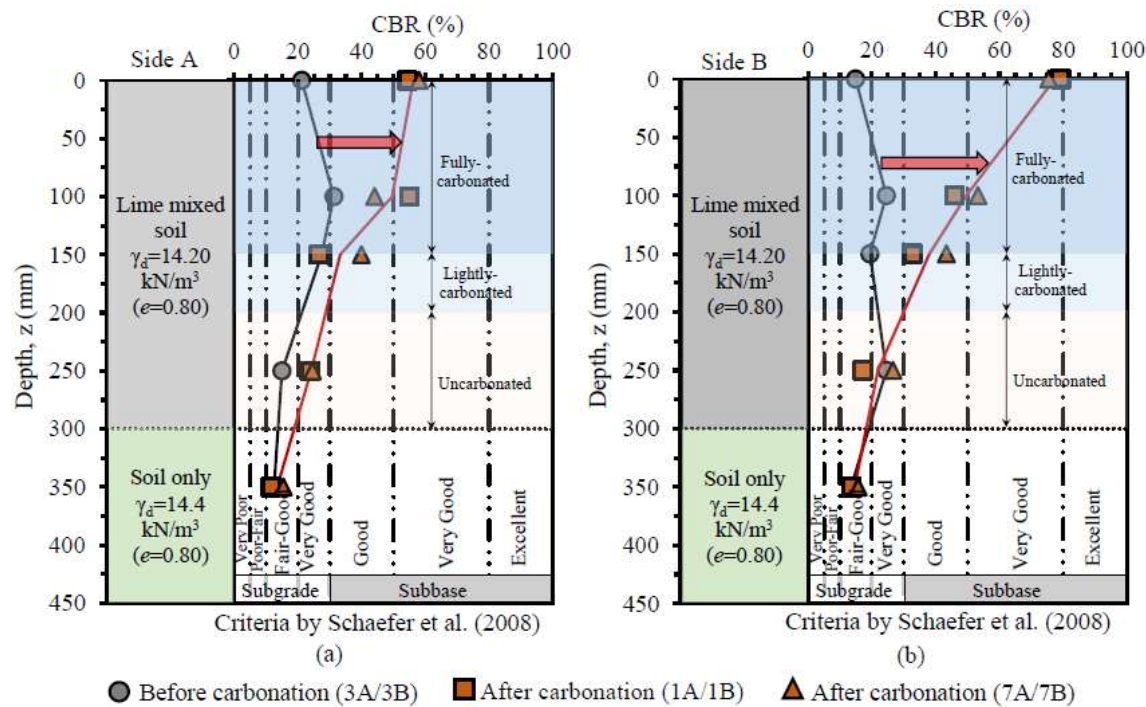 CBR (%)
Side A
0 20 40 60 80 100
Depth, z (mm)
0
50
100
150
200
250
300
350
400
450
Lime mixed
soil
γd=14.20
kN/m³
(e=0.80)
Soil only
γd=14.4
kN/m³
(e=0.80)
Fully-
carbonated
Lightly-
carbonated
Uncarbonated
Very Poor
Poor-Fair
Fair-Good
Very Good
Good
Very Good
Excellent
Subgrade
Subbase
Criteria by Schaefer et al. (2008)
(a)
CBR (%)
Side B
0 20 40 60 80 100
Depth, z (mm)
0
50
100
150
200
250
300
350
400
450
Lime mixed
soil
γd=14.20
kN/m³
(e=0.80)
Soil only
γd=14.4
kN/m³
(e=0.80)
Fully-
carbonated
Lightly-
carbonated
Uncarbonated
Very Poor
Poor-Fair
Fair-Good
Very Good
Good
Very Good
Excellent
Subgrade
Subbase
Criteria by Schaefer et al. (2008)
(b)
Before carbonation (3A/3B) After carbonation (1A/1B) After carbonation (7A/7B)